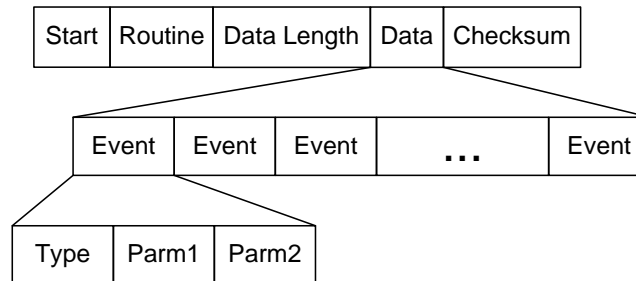 Start Routine Data Length Data Checksum
Event Event Event ... Event
Type Parm1 Parm2